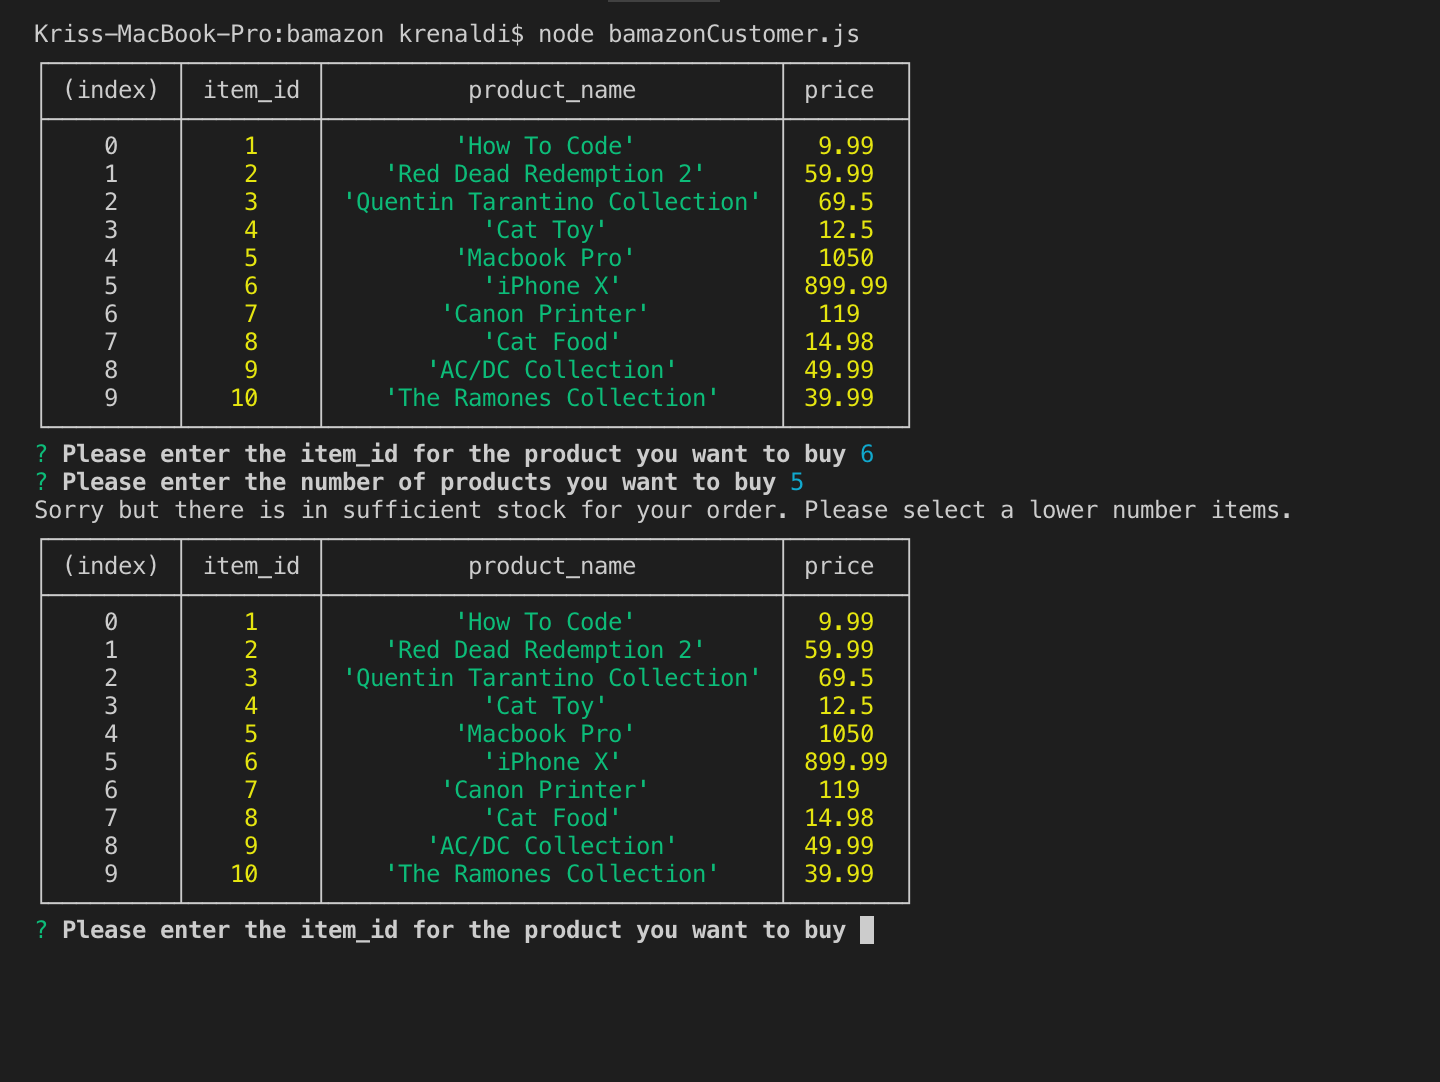 Kriss-MacBook-Pro:bamazon krenaldi$ node bamazonCustomer.js
(index) item_id product_name price
0 1 'How To Code' 9.99
1 2 'Red Dead Redemption 2' 59.99
2 3 'Quentin Tarantino Collection' 69.5
3 4 'Cat Toy' 12.5
4 5 'Macbook Pro' 1050
5 6 'iPhone X' 899.99
6 7 'Canon Printer' 119
7 8 'Cat Food' 14.98
8 9 'AC/DC Collection' 49.99
9 10 'The Ramones Collection' 39.99
? Please enter the item_id for the product you want to buy 6
? Please enter the number of products you want to buy 5
Sorry but there is in sufficient stock for your order. Please select a lower number items.
(index) item_id product_name price
0 1 'How To Code' 9.99
1 2 'Red Dead Redemption 2' 59.99
2 3 'Quentin Tarantino Collection' 69.5
3 4 'Cat Toy' 12.5
4 5 'Macbook Pro' 1050
5 6 'iPhone X' 899.99
6 7 'Canon Printer' 119
7 8 'Cat Food' 14.98
8 9 'AC/DC Collection' 49.99
9 10 'The Ramones Collection' 39.99
? Please enter the item_id for the product you want to buy